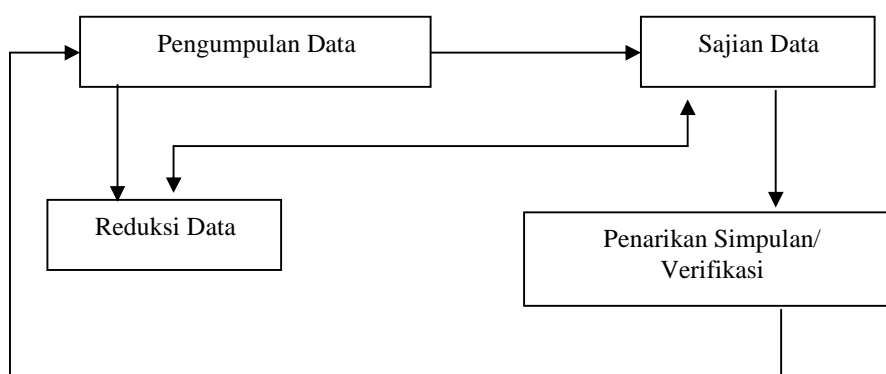 Pengumpulan Data
Sajian Data
Reduksi Data
Penarikan Simpulan/
Verifikasi